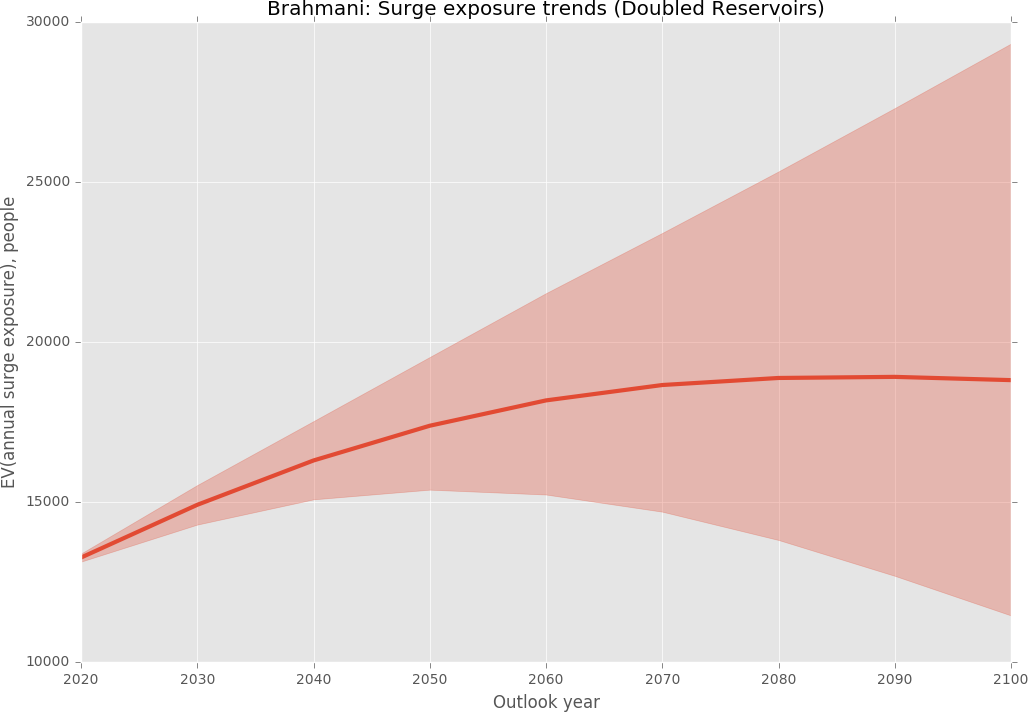 Brahmani: Surge exposure trends (Doubled Reservoirs)
EV(annual surge exposure), people
30000
25000
20000
15000
10000
2020 2030 2040 2050 2060 2070 2080 2090 2100
Outlook year